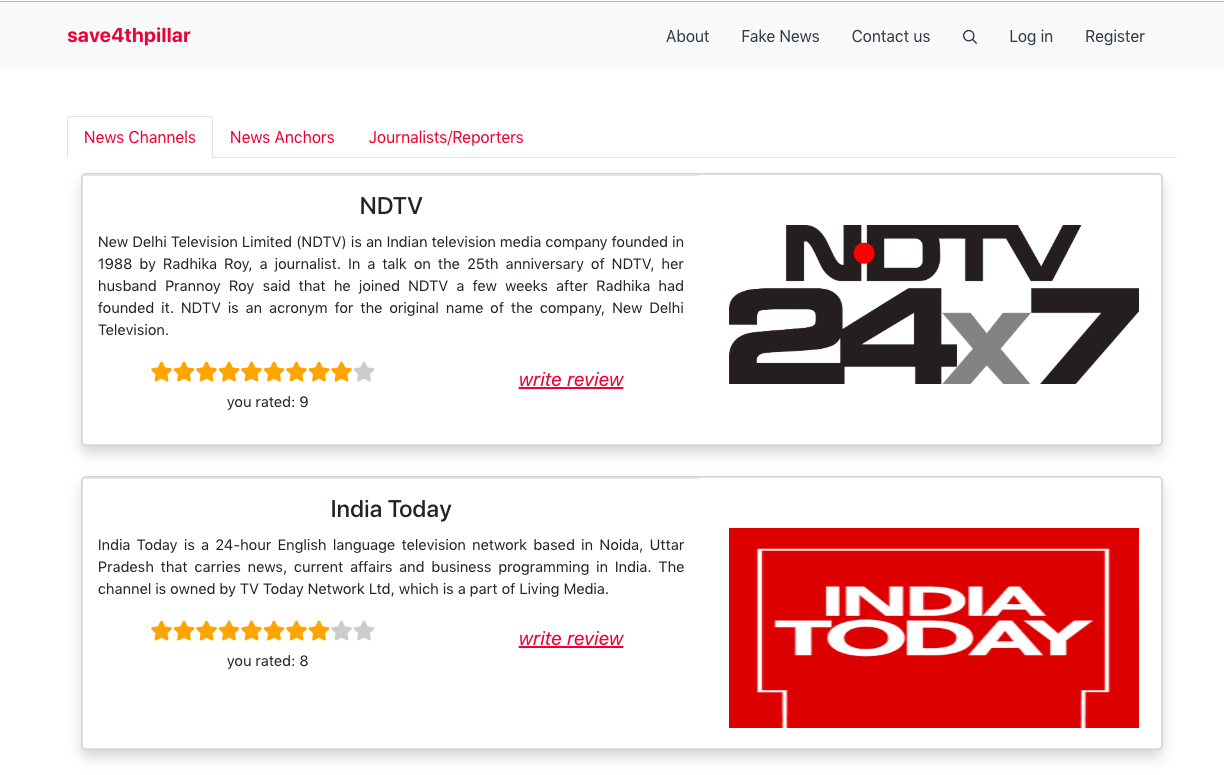 save4thpillar
About
Fake News
Contact us
Log in
Register
News Channels
News Anchors
Journalists/Reporters
NDTV
New Delhi Television Limited (NDTV) is an Indian television media company founded in
1988 by Radhika Roy, a journalist. In a talk on the 25th anniversary of NDTV, her
husband Prannoy Roy said that he joined NDTV a few weeks after Radhika had
founded it. NDTV is an acronym for the original name of the company, New Delhi
Television.
you rated: 9
write review
NDTV
24x7
India Today
India Today is a 24-hour English language television network based in Noida, Uttar
Pradesh that carries news, current affairs and business programming in India. The
channel is owned by TV Today Network Ltd, which is a part of Living Media.
you rated: 8
write review
INDIA
TODAY